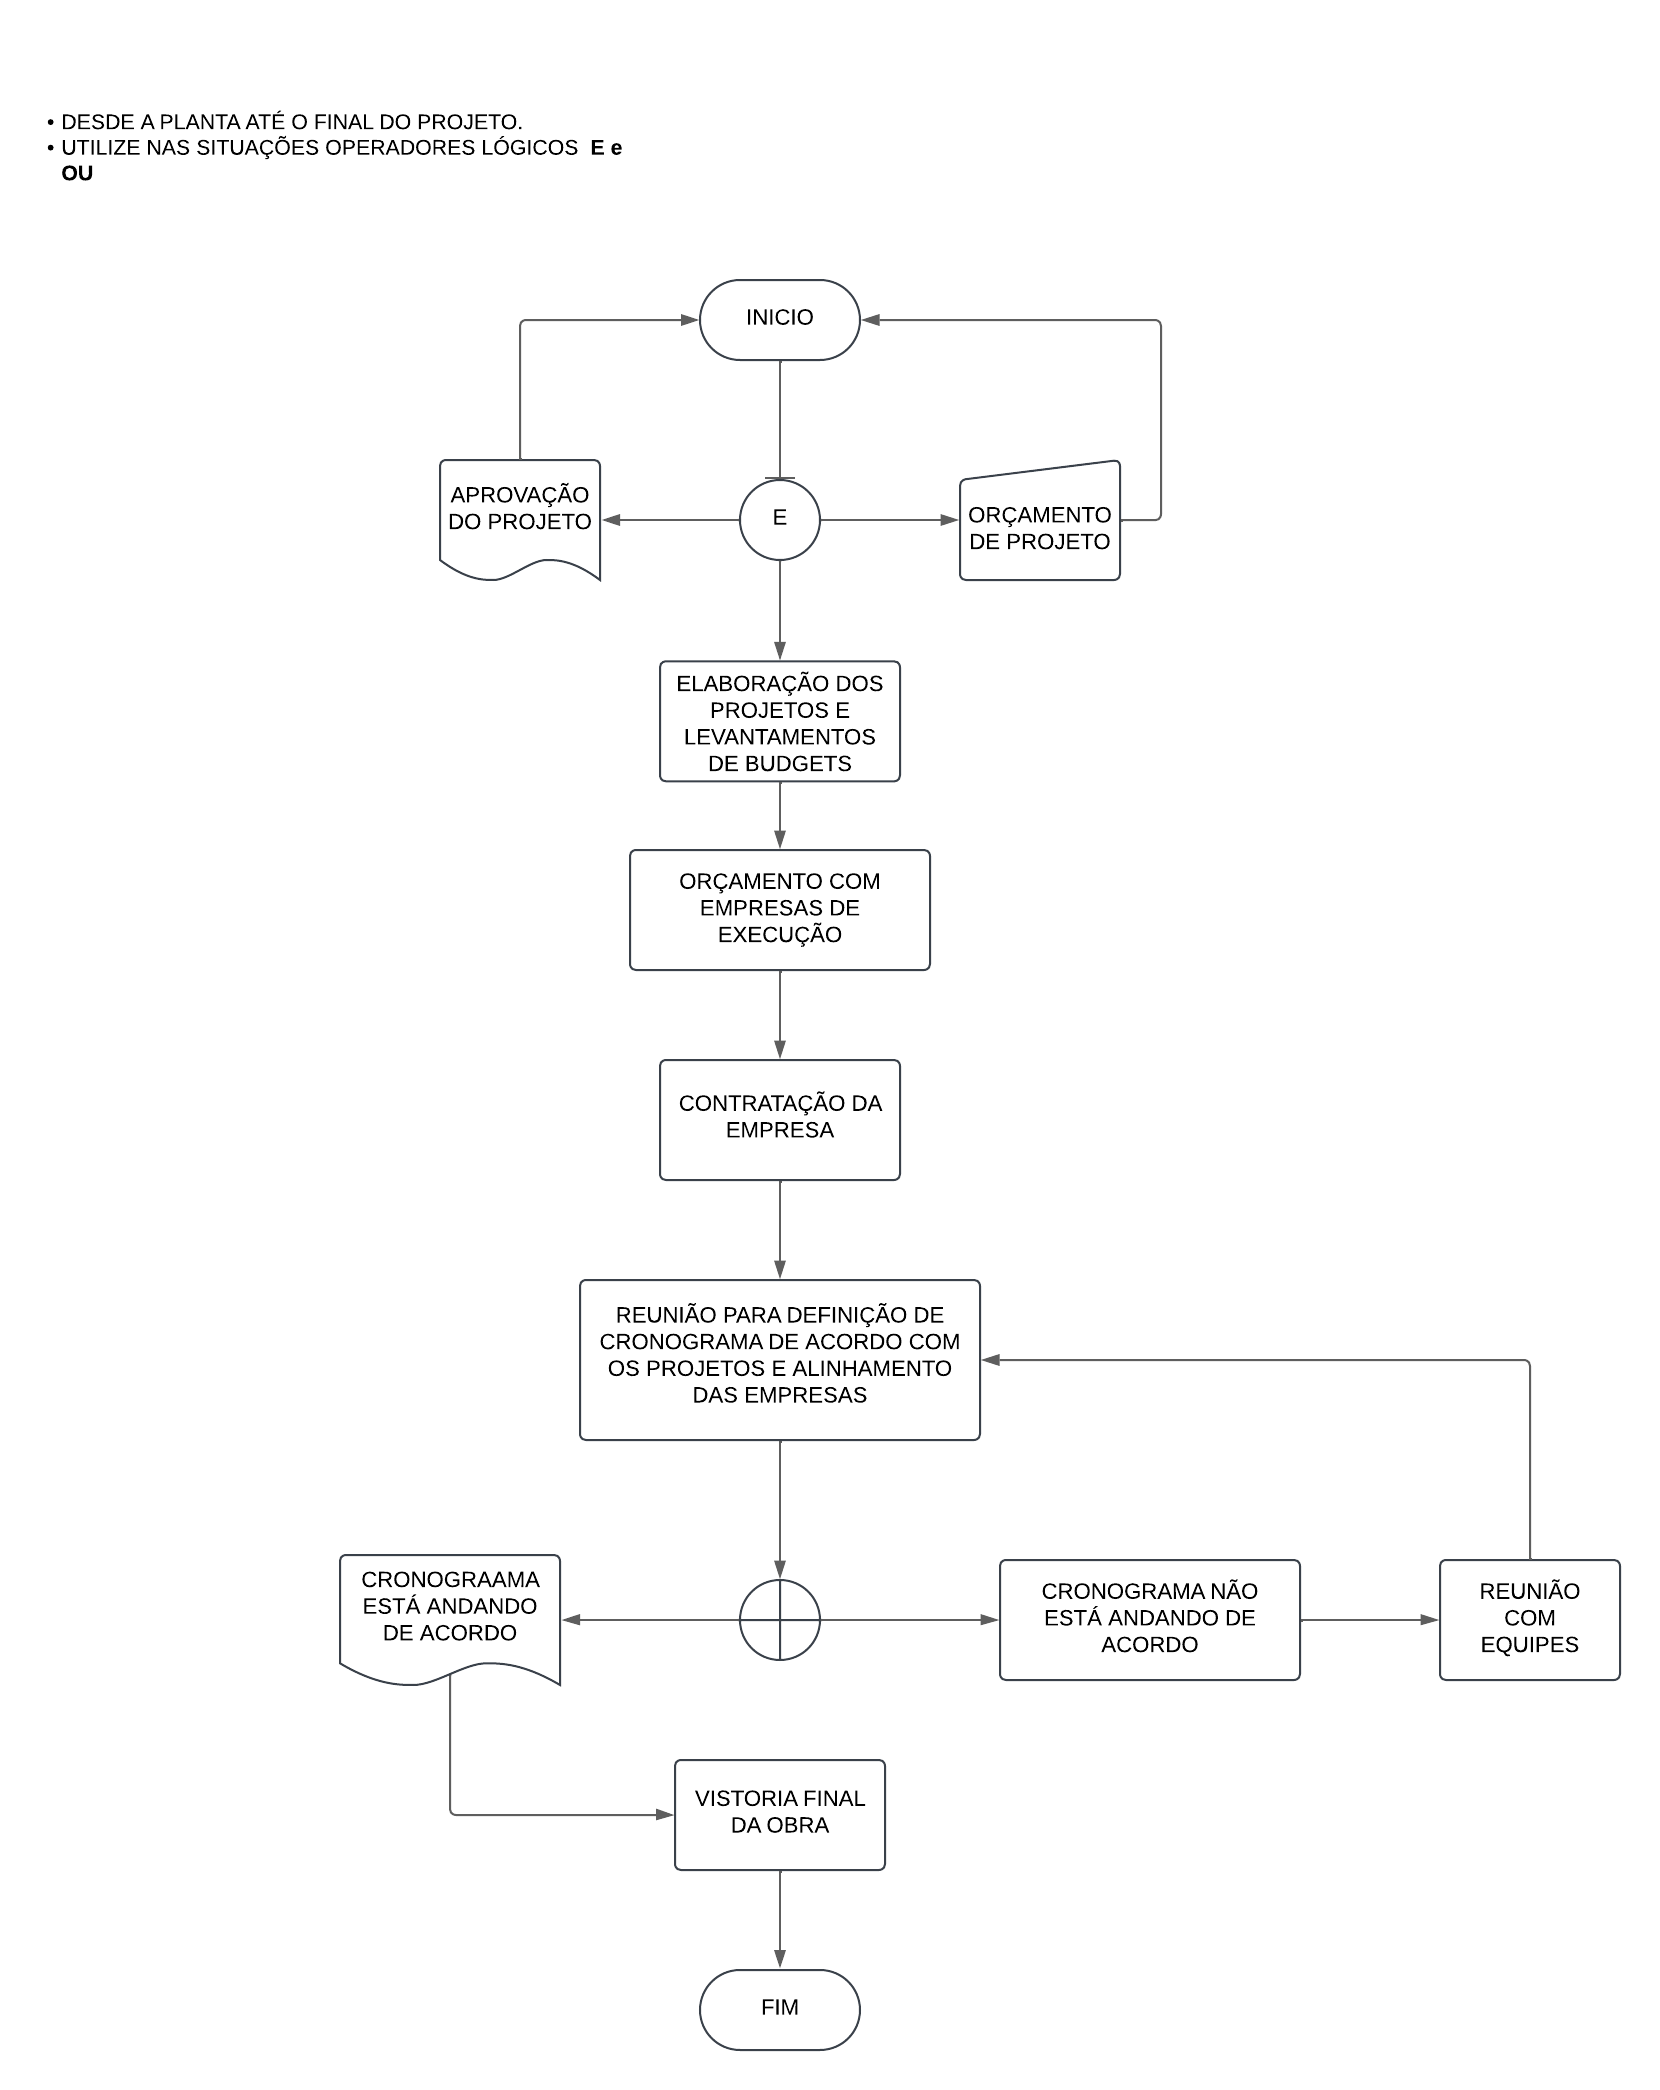 • DESDE A PLANTA ATÉ O FINAL DO PROJETO.
• UTILIZE NAS SITUAÇÕES OPERADORES LÓGICOS E e
OU
INICIO
APROVAÇÃO
DO PROJETO
E
ORÇAMENTO
DE PROJETO
ELABORAÇÃO DOS
PROJETOS E
LEVANTAMENTOS
DE BUDGETS
ORÇAMENTO COM
EMPRESAS DE
EXECUÇÃO
CONTRATAÇÃO DA
EMPRESA
REUNIÃO PARA DEFINIÇÃO DE
CRONOGRAMA DE ACORDO COM
OS PROJETOS E ALINHAMENTO
DAS EMPRESAS
CRONOGRAAMA
ESTÁ ANDANDO
DE ACORDO
CRONOGRAMA NÃO
ESTÁ ANDANDO DE
ACORDO
REUNIÃO
COM
EQUIPES
VISTORIA FINAL
DA OBRA
FIM